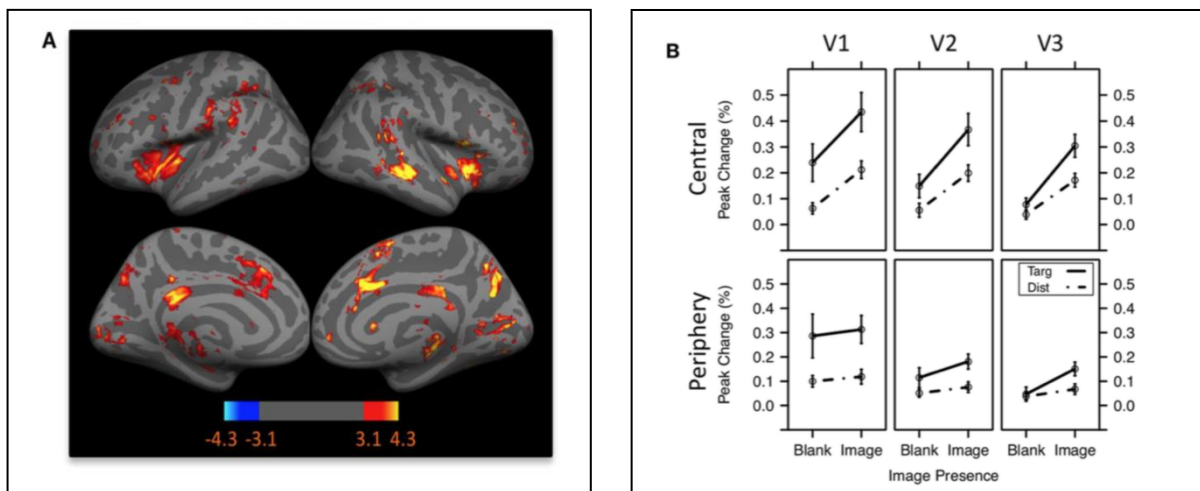 A
-4.3 -3.1 3.1 4.3
B
V1 V2 V3
Central
Peak Change (%)
0.5 0.5
0.4 0.4
0.3 0.3
0.2 0.2
0.1 0.1
0.0 0.0
Periphery
Peak Change (%)
Targ
Dist
0.5 0.5
0.4 0.4
0.3 0.3
0.2 0.2
0.1 0.1
0.0 0.0
Blank Image Blank Image Blank Image
Image Presence